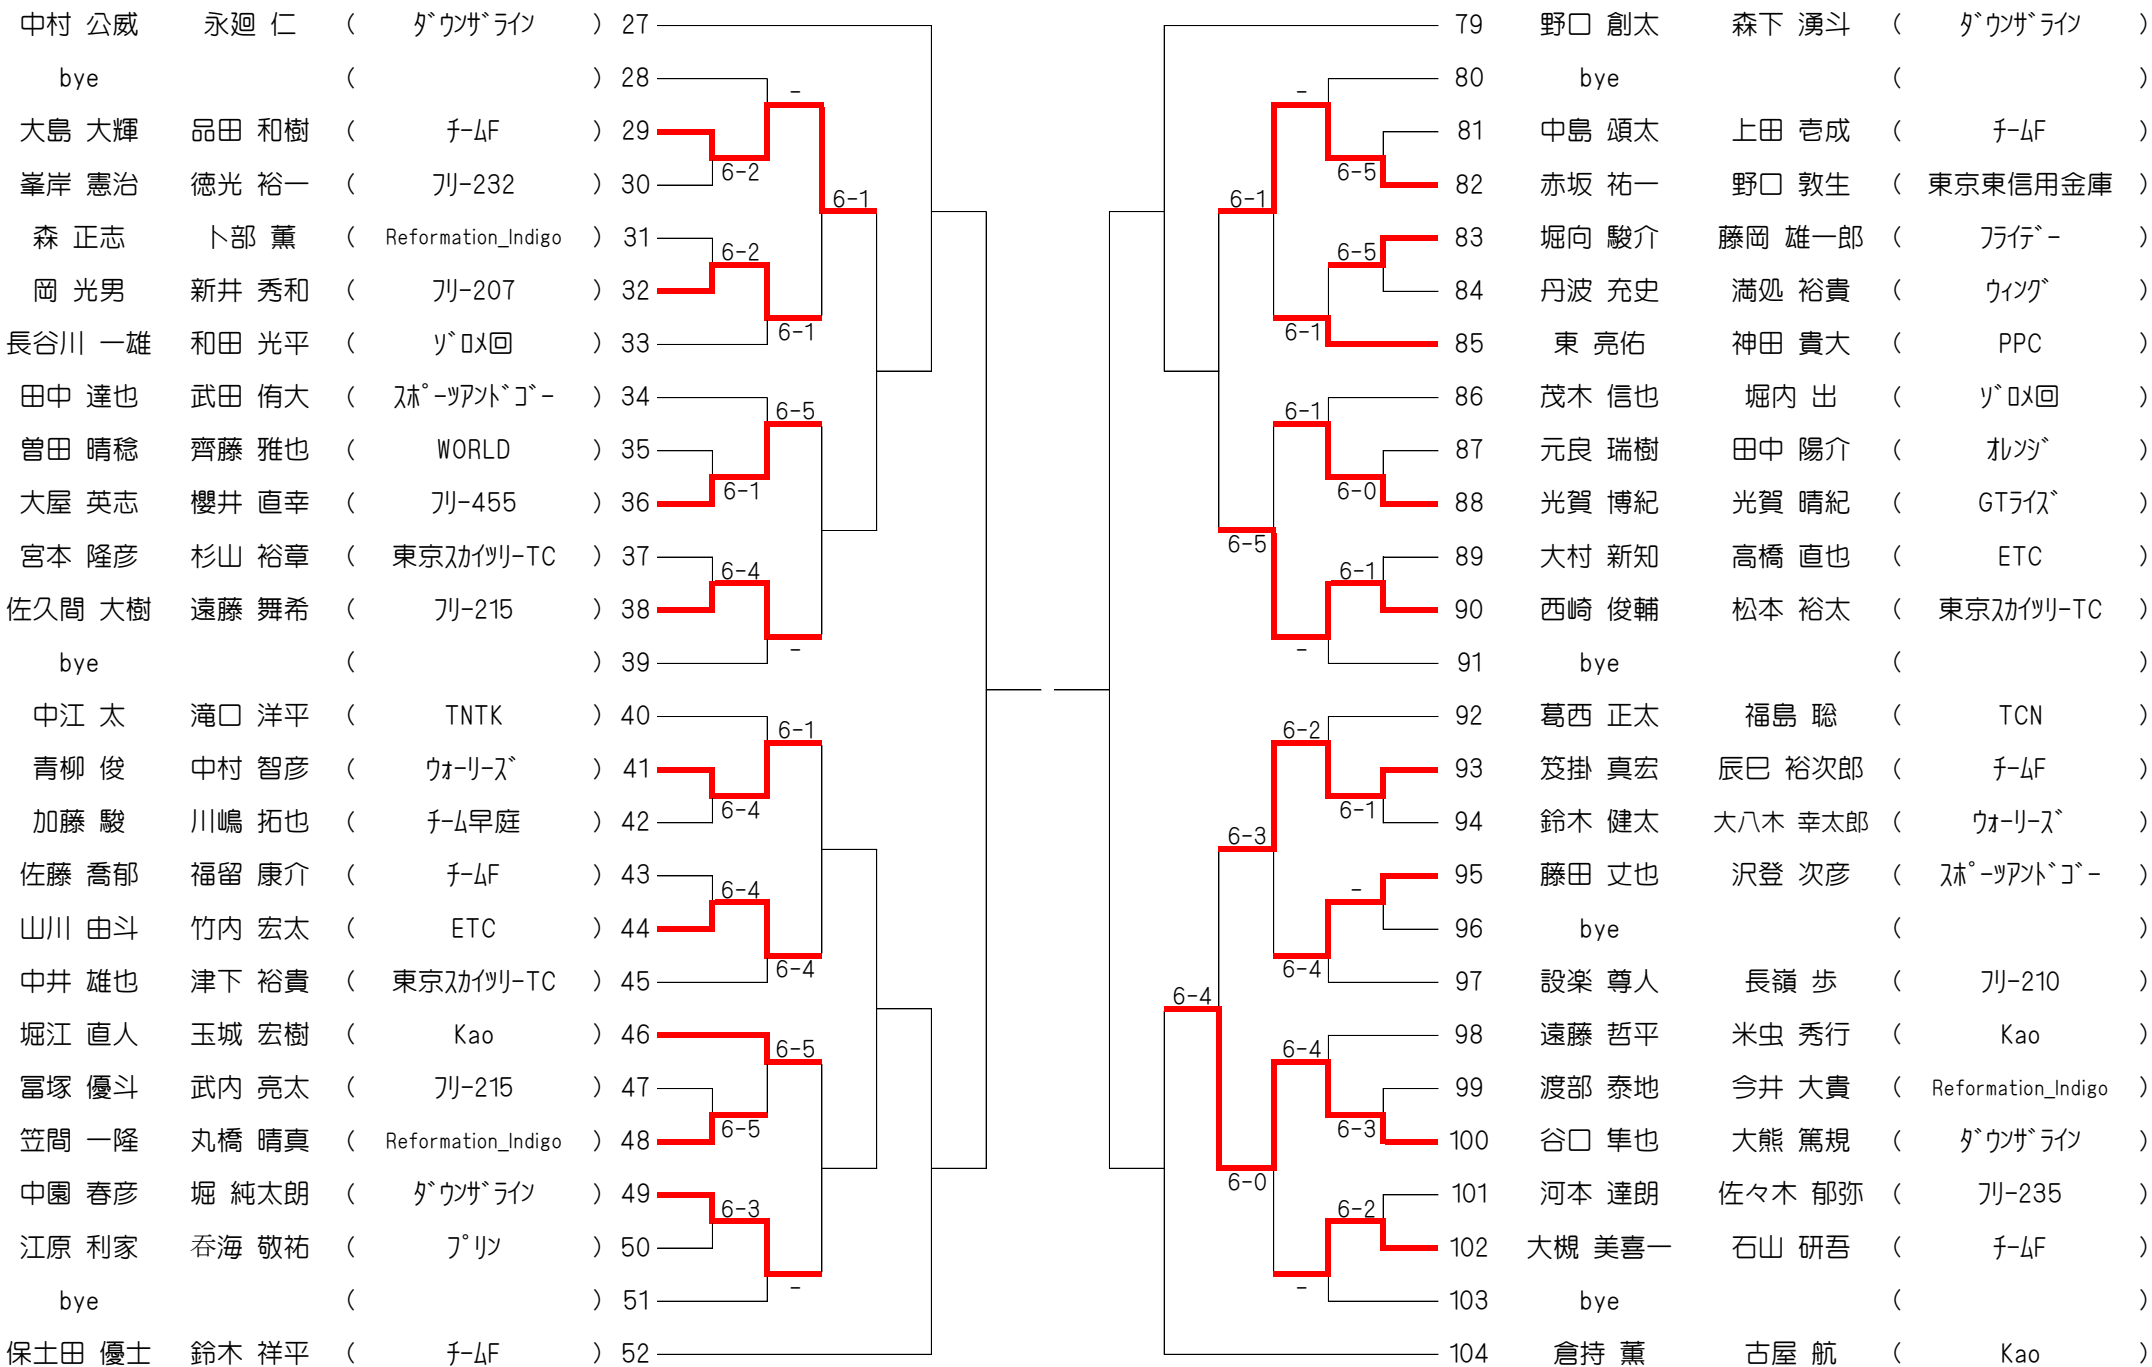 中村 公威 永廻 仁 ( ﾀﾞｳﾝｻﾞﾗｲﾝ ) 27 79 野口 創太 森下 湧斗 ( ﾀﾞｳﾝｻﾞﾗｲﾝ )
bye ( ) 28 80 bye ( )
- -
大島 大輝 品田 和樹 ( ﾁｰﾑF ) 29 81 中島 頌太 上田 壱成 ( ﾁｰﾑF )
6-2 6-5
峯岸 憲治 徳光 裕一 ( ﾌﾘｰ232 ) 30 82 赤坂 祐一 野口 敦生 ( 東京東信用金庫 )
6-1 6-1
森 正志 卜部 薫 ( Reformation_Indigo ) 31 83 堀向 駿介 藤岡 雄一郎 ( ﾌﾗｲﾃﾞｰ )
6-2 6-5
岡 光男 新井 秀和 ( ﾌﾘｰ207 ) 32 84 丹波 充史 満処 裕貴 ( ｳｨﾝｸﾞ )
6-1 6-1
長谷川 一雄 和田 光平 ( ｿﾞﾛﾒ回 ) 33 85 東 亮佑 神田 貴大 ( PPC )
田中 達也 武田 侑大 ( ｽﾎﾟｰﾂｱﾝﾄﾞｺﾞｰ ) 34 86 茂木 信也 堀内 出 ( ｿﾞﾛﾒ回 )
6-5 6-1
曽田 晴稔 齊藤 雅也 ( WORLD ) 35 87 元良 瑞樹 田中 陽介 ( ｵﾚﾝｼﾞ )
6-1 6-0
大屋 英志 櫻井 直幸 ( ﾌﾘｰ455 ) 36 88 光賀 博紀 光賀 晴紀 ( GTﾗｲｽﾞ )
6-5
宮本 隆彦 杉山 裕章 ( 東京ｽｶｲﾂﾘｰTC ) 37 89 大村 新知 高橋 直也 ( ETC )
6-4 6-1
佐久間 大樹 遠藤 舞希 ( ﾌﾘｰ215 ) 38 90 西崎 俊輔 松本 裕太 ( 東京ｽｶｲﾂﾘｰTC )
- -
bye ( ) 39 91 bye ( )
中江 太 滝口 洋平 ( TNTK ) 40 92 葛西 正太 福島 聡 ( TCN )
6-1 6-2
青柳 俊 中村 智彦 ( ｳｫｰﾘｰｽﾞ ) 41 93 笈掛 真宏 辰巳 裕次郎 ( ﾁｰﾑF )
6-4 6-1
加藤 駿 川嶋 拓也 ( ﾁｰﾑ早庭 ) 42 94 鈴木 健太 大八木 幸太郎 ( ｳｫｰﾘｰｽﾞ )
6-3
佐藤 喬郁 福留 康介 ( ﾁｰﾑF ) 43 95 藤田 丈也 沢登 次彦 ( ｽﾎﾟｰﾂｱﾝﾄﾞｺﾞｰ )
6-4 -
山川 由斗 竹内 宏太 ( ETC ) 44 96 bye ( )
6-4 6-4
中井 雄也 津下 裕貴 ( 東京ｽｶｲﾂﾘｰTC ) 45 97 設楽 尊人 長嶺 歩 ( ﾌﾘｰ210 )
6-4
堀江 直人 玉城 宏樹 ( Kao ) 46 98 遠藤 哲平 米虫 秀行 ( Kao )
6-5 6-4
冨塚 優斗 武内 亮太 ( ﾌﾘｰ215 ) 47 99 渡部 泰地 今井 大貴 ( Reformation_Indigo )
6-5 6-3
笠間 一隆 丸橋 晴真 ( Reformation_Indigo ) 48 100 谷口 隼也 大熊 篤規 ( ﾀﾞｳﾝｻﾞﾗｲﾝ )
6-0
中園 春彦 堀 純太朗 ( ﾀﾞｳﾝｻﾞﾗｲﾝ ) 49 101 河本 達朗 佐々木 郁弥 ( ﾌﾘｰ235 )
6-3 6-2
江原 利家 呑海 敬祐 ( ﾌﾟﾘﾝ ) 50 102 大槻 美喜一 石山 研吾 ( ﾁｰﾑF )
- -
bye ( ) 51 103 bye ( )
保土田 優士 鈴木 祥平 ( ﾁｰﾑF ) 52 104 倉持 薫 古屋 航 ( Kao )